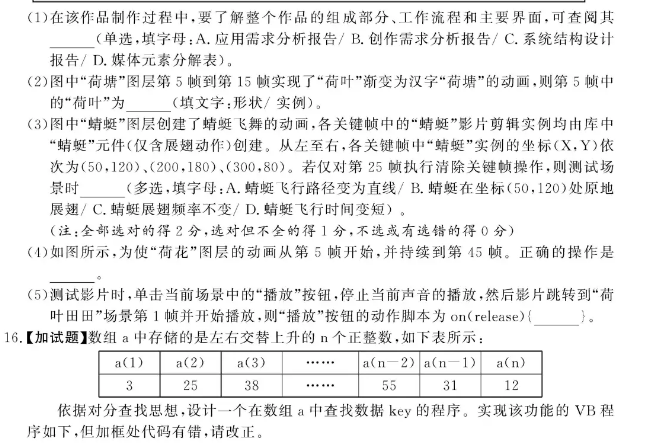 (1)在该作品制作过程中,要了解整个作品的组成部分、工作流程和主要界面,可查阅其
______(单选,填字母:A. 应用需求分析报告/ B. 创作需求分析报告/ C. 系统结构设计
报告/ D. 媒体元素分解表)。
(2)图中“荷塘”图层第 5 帧到第 15 帧实现了“荷叶”渐变为汉字“荷塘”的动画,则第 5 帧中
的“荷叶”为______(填文字:形状/ 实例)。
(3)图中“蜻蜓”图层创建了蜻蜓飞舞的动画,各关键帧中的“蜻蜓”影片剪辑实例均由库中
“蜻蜓”元件(仅含展翅动作)创建。从左至右,各关键帧中“蜻蜓”实例的坐标(X,Y)依
次为(50,120)、(200,180)、(300,80)。若仅对第 25 帧执行清除关键帧操作,则测试场
景时______(多选,填字母:A. 蜻蜓飞行路径变为直线/ B. 蜻蜓在坐标(50,120)处原地
展翅/ C. 蜻蜓展翅频率不变/ D. 蜻蜓飞行时间变短)。
(注:全部选对的得 2 分,选对但不全的得 1 分,不选或有选错的得 0 分)
(4)如图所示,为使“荷花”图层的动画从第 5 帧开始,并持续到第 45 帧。正确的操作是
______。
(5)测试影片时,单击当前场景中的“播放”按钮,停止当前声音的播放,然后影片跳转到“荷
叶田田”场景第 1 帧并开始播放,则“播放”按钮的动作脚本为 on(release){______}。
16.【加试题】数组 a 中存储的是左右交替上升的 n 个正整数,如下表所示:
a(1) a(2) a(3) …… a(n-2) a(n-1) a(n)
3 25 38 …… 55 31 12
依据对分查找思想,设计一个在数组 a 中查找数据 key 的程序。实现该功能的 VB 程
序如下,但加框处代码有错,请改正。